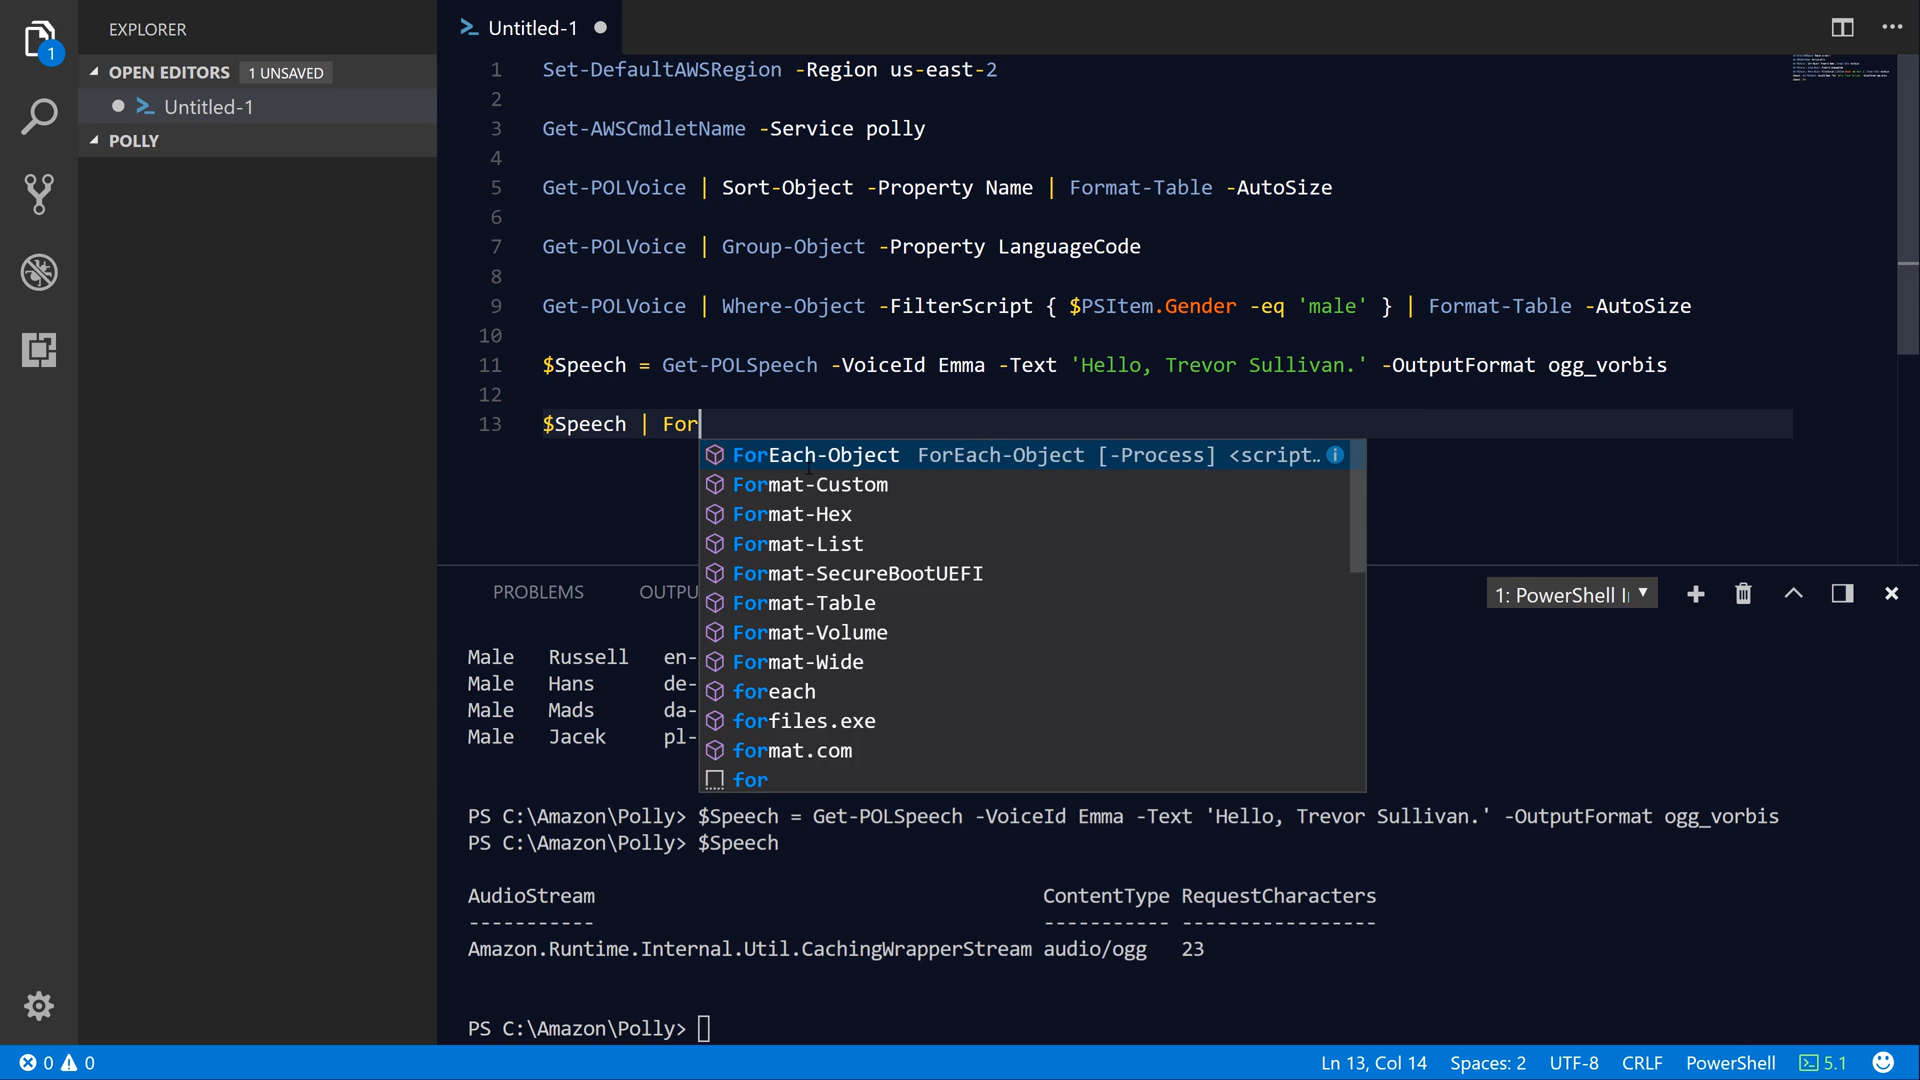 EXPLORER
OPEN EDITORS 1 UNSAVED
Untitled-1
POLLY
1
Untitled-1
1 Set-DefaultAWSRegion -Region us-east-2
2
3 Get-AWSCmdletName -Service polly
4
5 Get-POLVoice | Sort-Object -Property Name | Format-Table -AutoSize
6
7 Get-POLVoice | Group-Object -Property LanguageCode
8
9 Get-POLVoice | Where-Object -FilterScript { $PSItem.Gender -eq 'male' } | Format-Table -AutoSize
10
11 $Speech = Get-POLSpeech -VoiceId Emma -Text 'Hello, Trevor Sullivan.' -OutputFormat ogg_vorbis
12
13 $Speech | For
ForEach-Object ForEach-Object [-Process] <script…
Format-Custom
Format-Hex
Format-List
Format-SecureBootUEFI
Format-Table
Format-Volume
Format-Wide
foreach
forfiles.exe
format.com
for
PROBLEMS OUTPU 1: PowerShell I
Male Russell en-
Male Hans de-
Male Mads da-
Male Jacek pl-
PS C:\Amazon\Polly> $Speech = Get-POLSpeech -VoiceId Emma -Text 'Hello, Trevor Sullivan.' -OutputFormat ogg_vorbis
PS C:\Amazon\Polly> $Speech
AudioStream ContentType RequestCharacters
----------- ----------- -----------------
Amazon.Runtime.Internal.Util.CachingWrapperStream audio/ogg 23
PS C:\Amazon\Polly>
0 0 Ln 13, Col 14 Spaces: 2 UTF-8 CRLF PowerShell 5.1